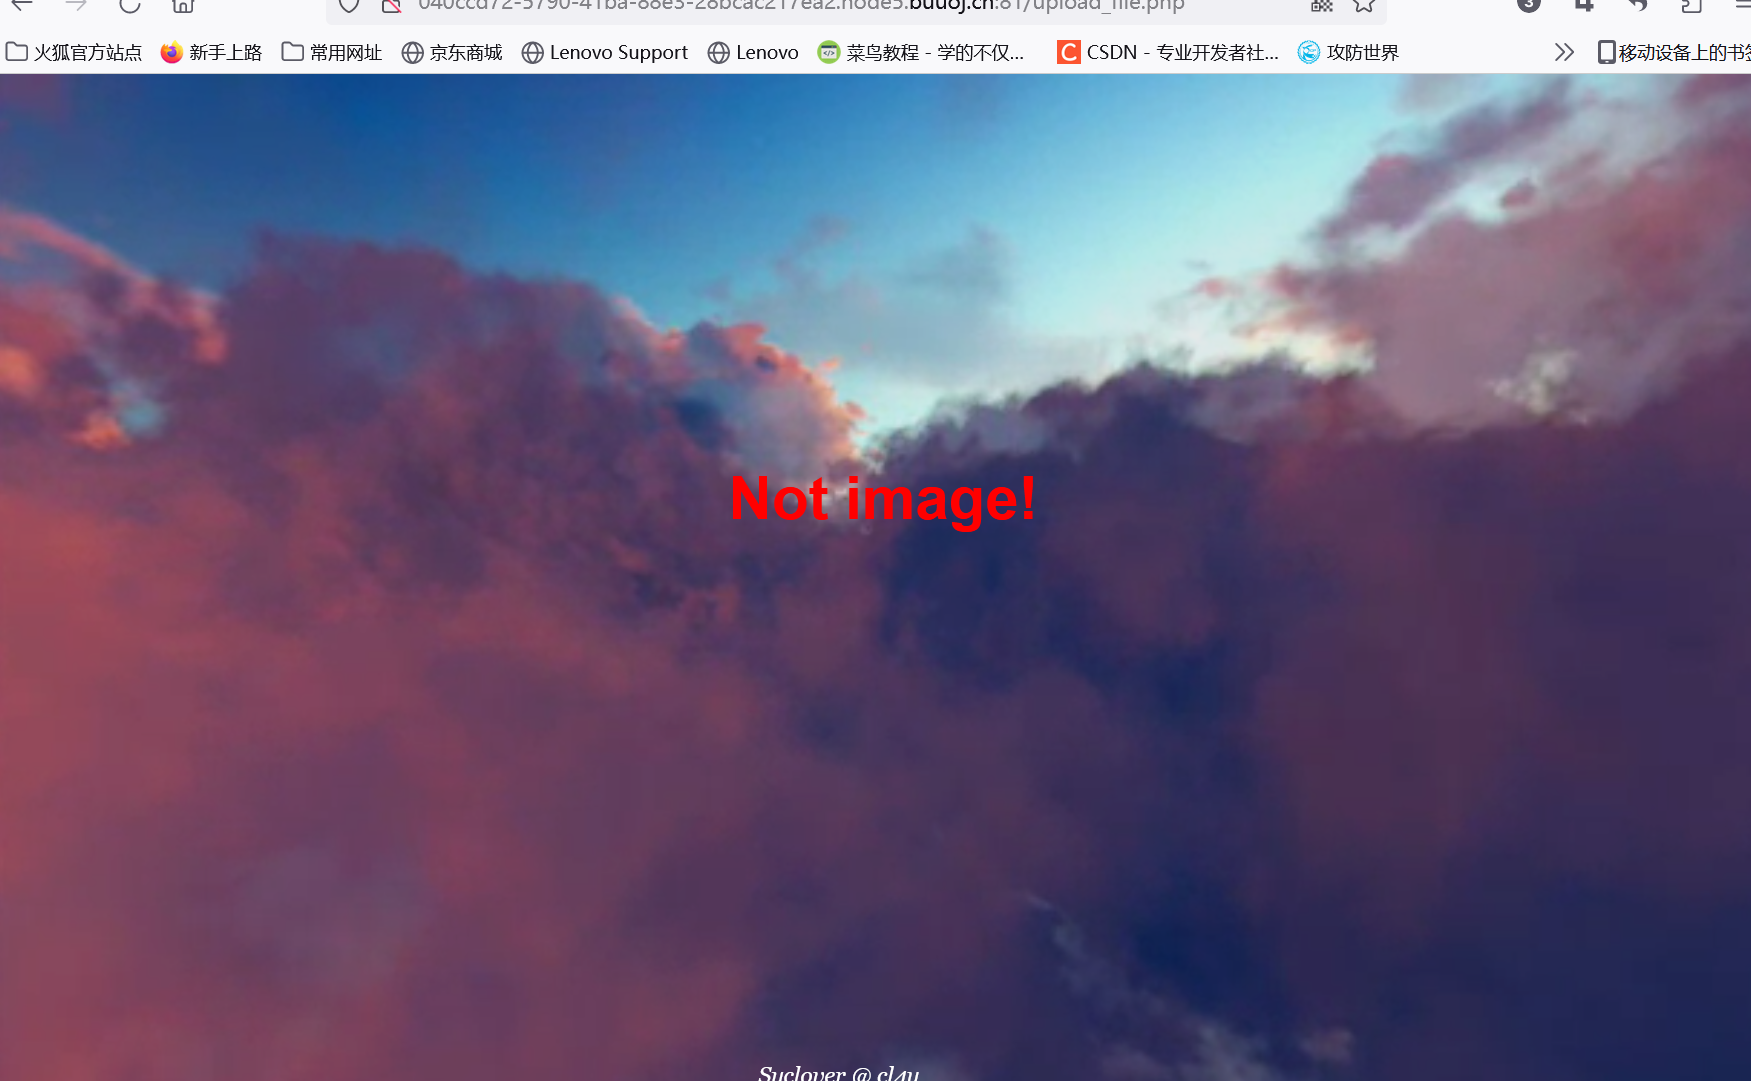 040ccd72-5790-41ba-88e3-28bcac217ea2.node5.buuoj.cn:81/upload_file.php
3
火狐官方站点 新手上路 常用网址 京东商城 Lenovo Support Lenovo 菜鸟教程 - 学的不仅... CSDN - 专业开发者社... 攻防世界 移动设备上的书签
Not image!
Syclover @ cl4y